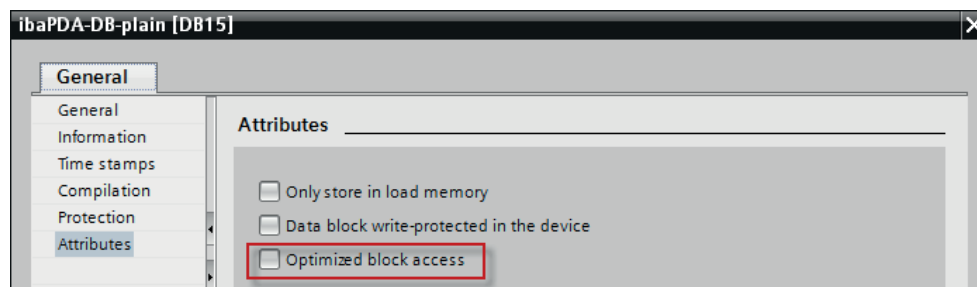 ibaPDA-DB-plain [DB15]
General
General
Information
Time stamps
Compilation
Protection
Attributes
Attributes
Only store in load memory
Data block write-protected in the device
Optimized block access